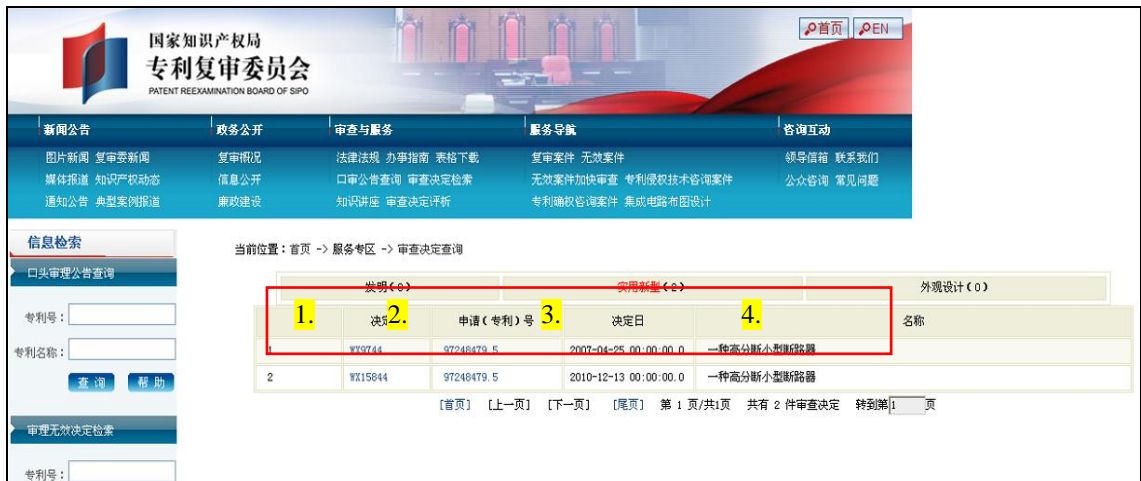 国家知识产权局
专利复审委员会
PATENT REEXAMINATION BOARD OF SIPO
首页 EN
新闻公告 政务公开 审查与服务 服务导航 咨询互动
图片新闻 复审委新闻 复审概况 法律法规 办事指南 表格下载 复审案件 无效案件 领导信箱 联系我们
媒体报道 知识产权动态 信息公开 口审公告查询 审查决定检索 无效案件加快审查 专利侵权技术咨询案件 公众咨询 常见问题
通知公告 典型案例报道 廉政建设 知识讲座 审查决定评析 专利确权咨询案件 集成电路布图设计
信息检索
当前位置：首页 -> 服务专区 -> 审查决定查询
口头审理公告查询
发明(0) 实用新型(2) 外观设计(0)
专利号：
1. 决定 2. 申请(专利)号 3. 决定日 4. 名称
专利名称：
1 WX9744 97248479.5 2007-04-25 00:00:00.0 一种高分断小型断路器
查 询 帮 助
2 WX15844 97248479.5 2010-12-13 00:00:00.0 一种高分断小型断路器
[首页] [上一页] [下一页] [尾页] 第 1 页/共1页 共有 2 件审查决定 转到第1 页
审理无效决定检索
专利号：